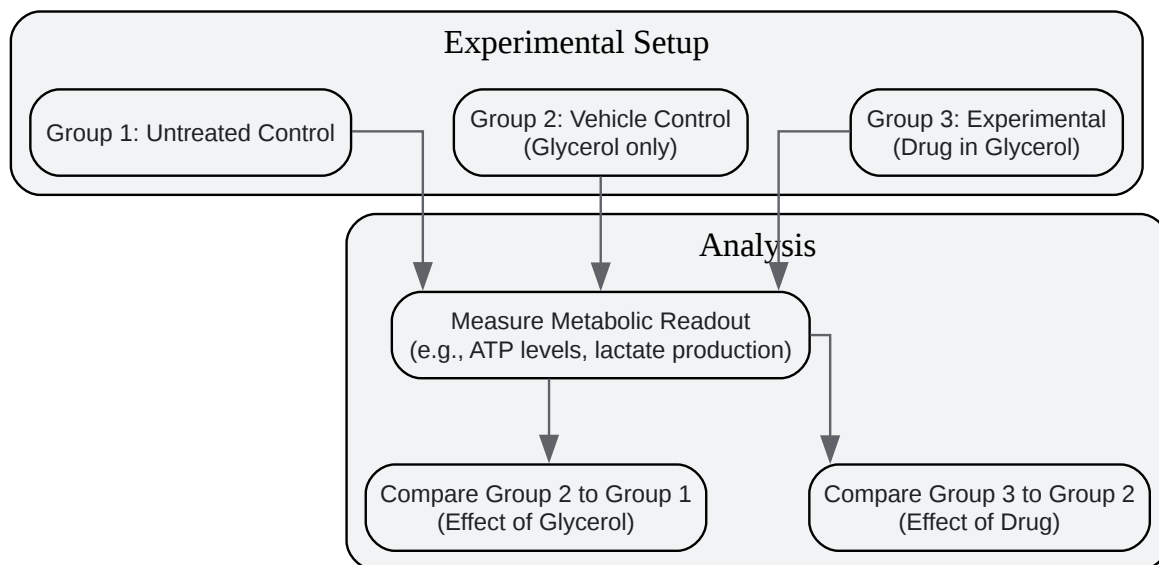 Experimental Setup
Group 1: Untreated Control
Group 2: Vehicle Control
(Glycerol only)
Group 3: Experimental
(Drug in Glycerol)
Analysis
Measure Metabolic Readout
(e.g., ATP levels, lactate production)
Compare Group 2 to Group 1
(Effect of Glycerol)
Compare Group 3 to Group 2
(Effect of Drug)